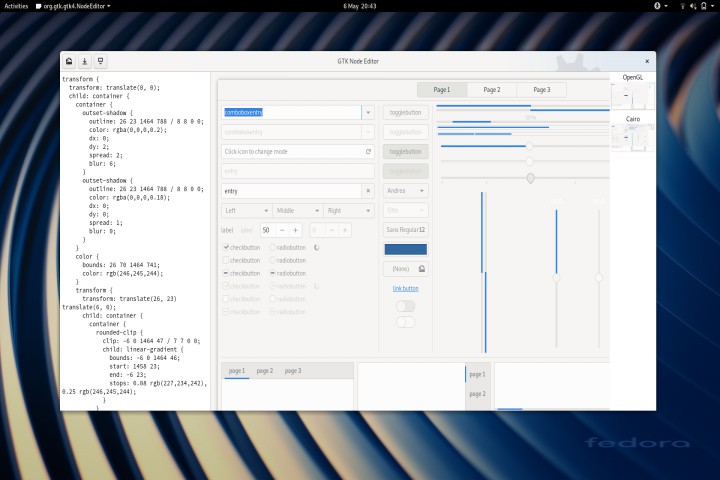 Activities
org.gtk.gtk4.NodeEditor
6 May 20:43
GTK Node Editor
transform {
transform: translate(0, 0);
child: container {
container {
outset-shadow {
outline: 26 23 1464 788 / 8 8 0 0;
color: rgba(0,0,0,0.2);
dx: 0;
dy: 2;
spread: 2;
blur: 6;
}
outset-shadow {
outline: 26 23 1464 788 / 8 8 0 0;
color: rgba(0,0,0,0.18);
dx: 0;
dy: 0;
spread: 1;
blur: 0;
}
}
color {
bounds: 26 70 1464 741;
color: rgb(246,245,244);
}
transform {
transform: translate(26, 23)
translate(6, 0);
child: container {
container {
rounded-clip {
clip: -6 0 1464 47 / 7 7 0 0;
child: linear-gradient {
bounds: -6 0 1464 46;
start: 1458 23;
end: -6 23;
stops: 0.08 rgb(227,234,242),
0.25 rgb(246,245,244);
}
}
Page 1 Page 2 Page 3
OpenGL
Cairo
comboboxentry
comboboxentry
Click icon to change mode
entry
entry
Left Middle Right
label label 50 − +
− +
checkbutton radiobutton
checkbutton radiobutton
checkbutton radiobutton
checkbutton radiobutton
checkbutton radiobutton
checkbutton radiobutton
togglebutton
togglebutton
togglebutton
togglebutton
Andrea
Sans Regular 12
(None)
link button
50%
page 1 page 2 page 3
page 1
page 2
fedora